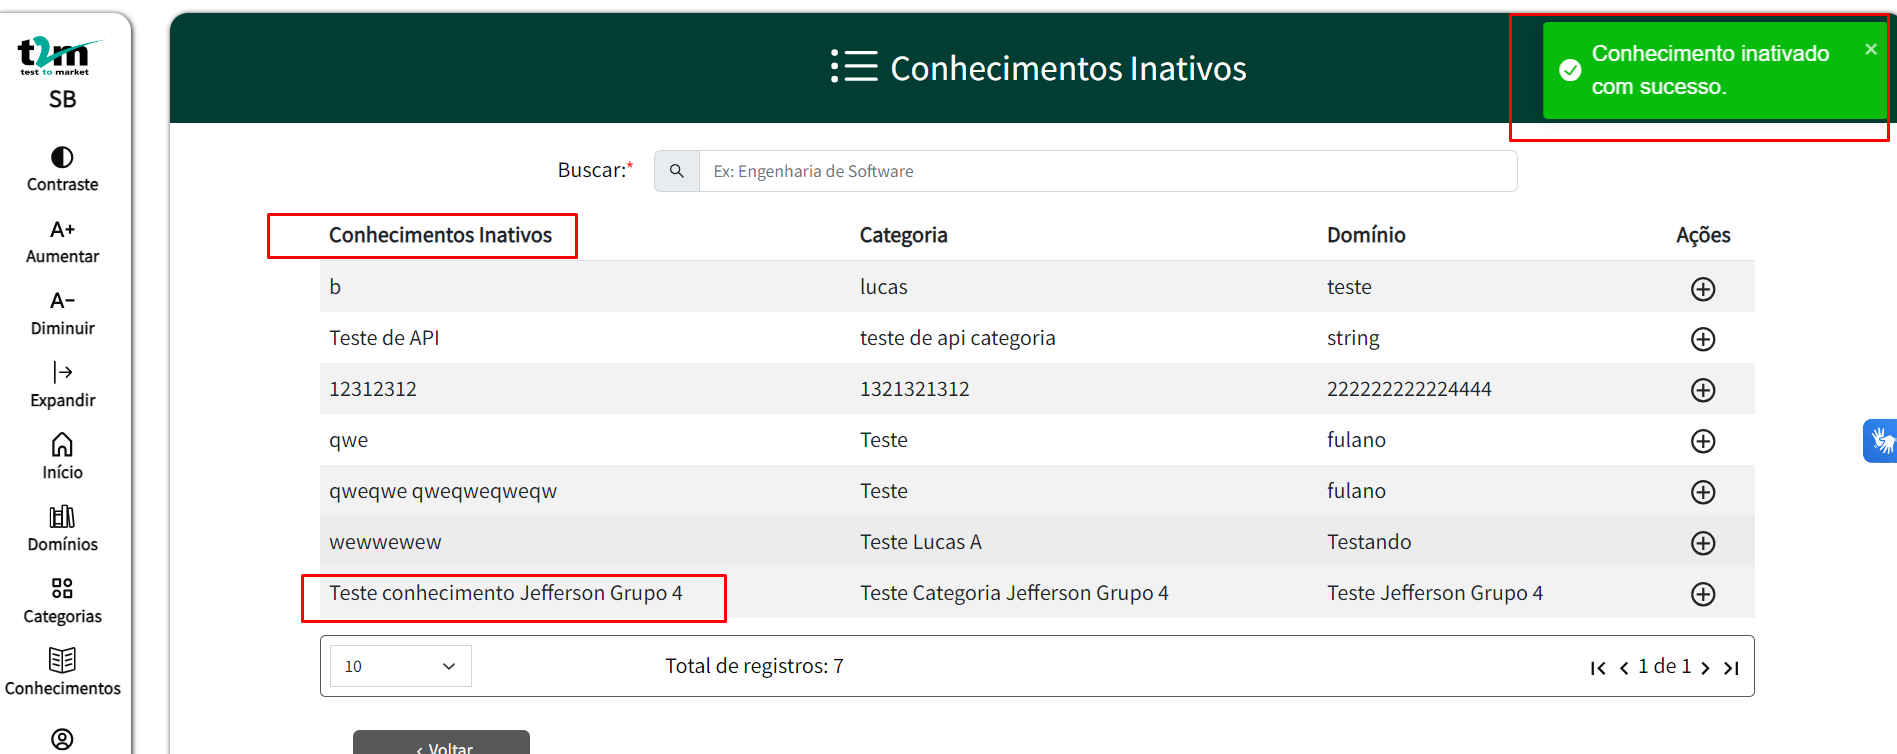 t2m
test to market
SB
Contraste
A+
Aumentar
A-
Diminuir
Expandir
Início
Domínios
Categorias
Conhecimentos
Conhecimentos Inativos
Conhecimento inativado
com sucesso.
×
Buscar:*
Ex: Engenharia de Software
Conhecimentos Inativos Categoria Domínio Ações
b lucas teste
Teste de API teste de api categoria string
12312312 1321321312 222222222224444
qwe Teste fulano
qweqwe qweqweqweqw Teste fulano
wewwewew Teste Lucas A Testando
Teste conhecimento Jefferson Grupo 4 Teste Categoria Jefferson Grupo 4 Teste Jefferson Grupo 4
10 Total de registros: 7 1 de 1
‹ Voltar